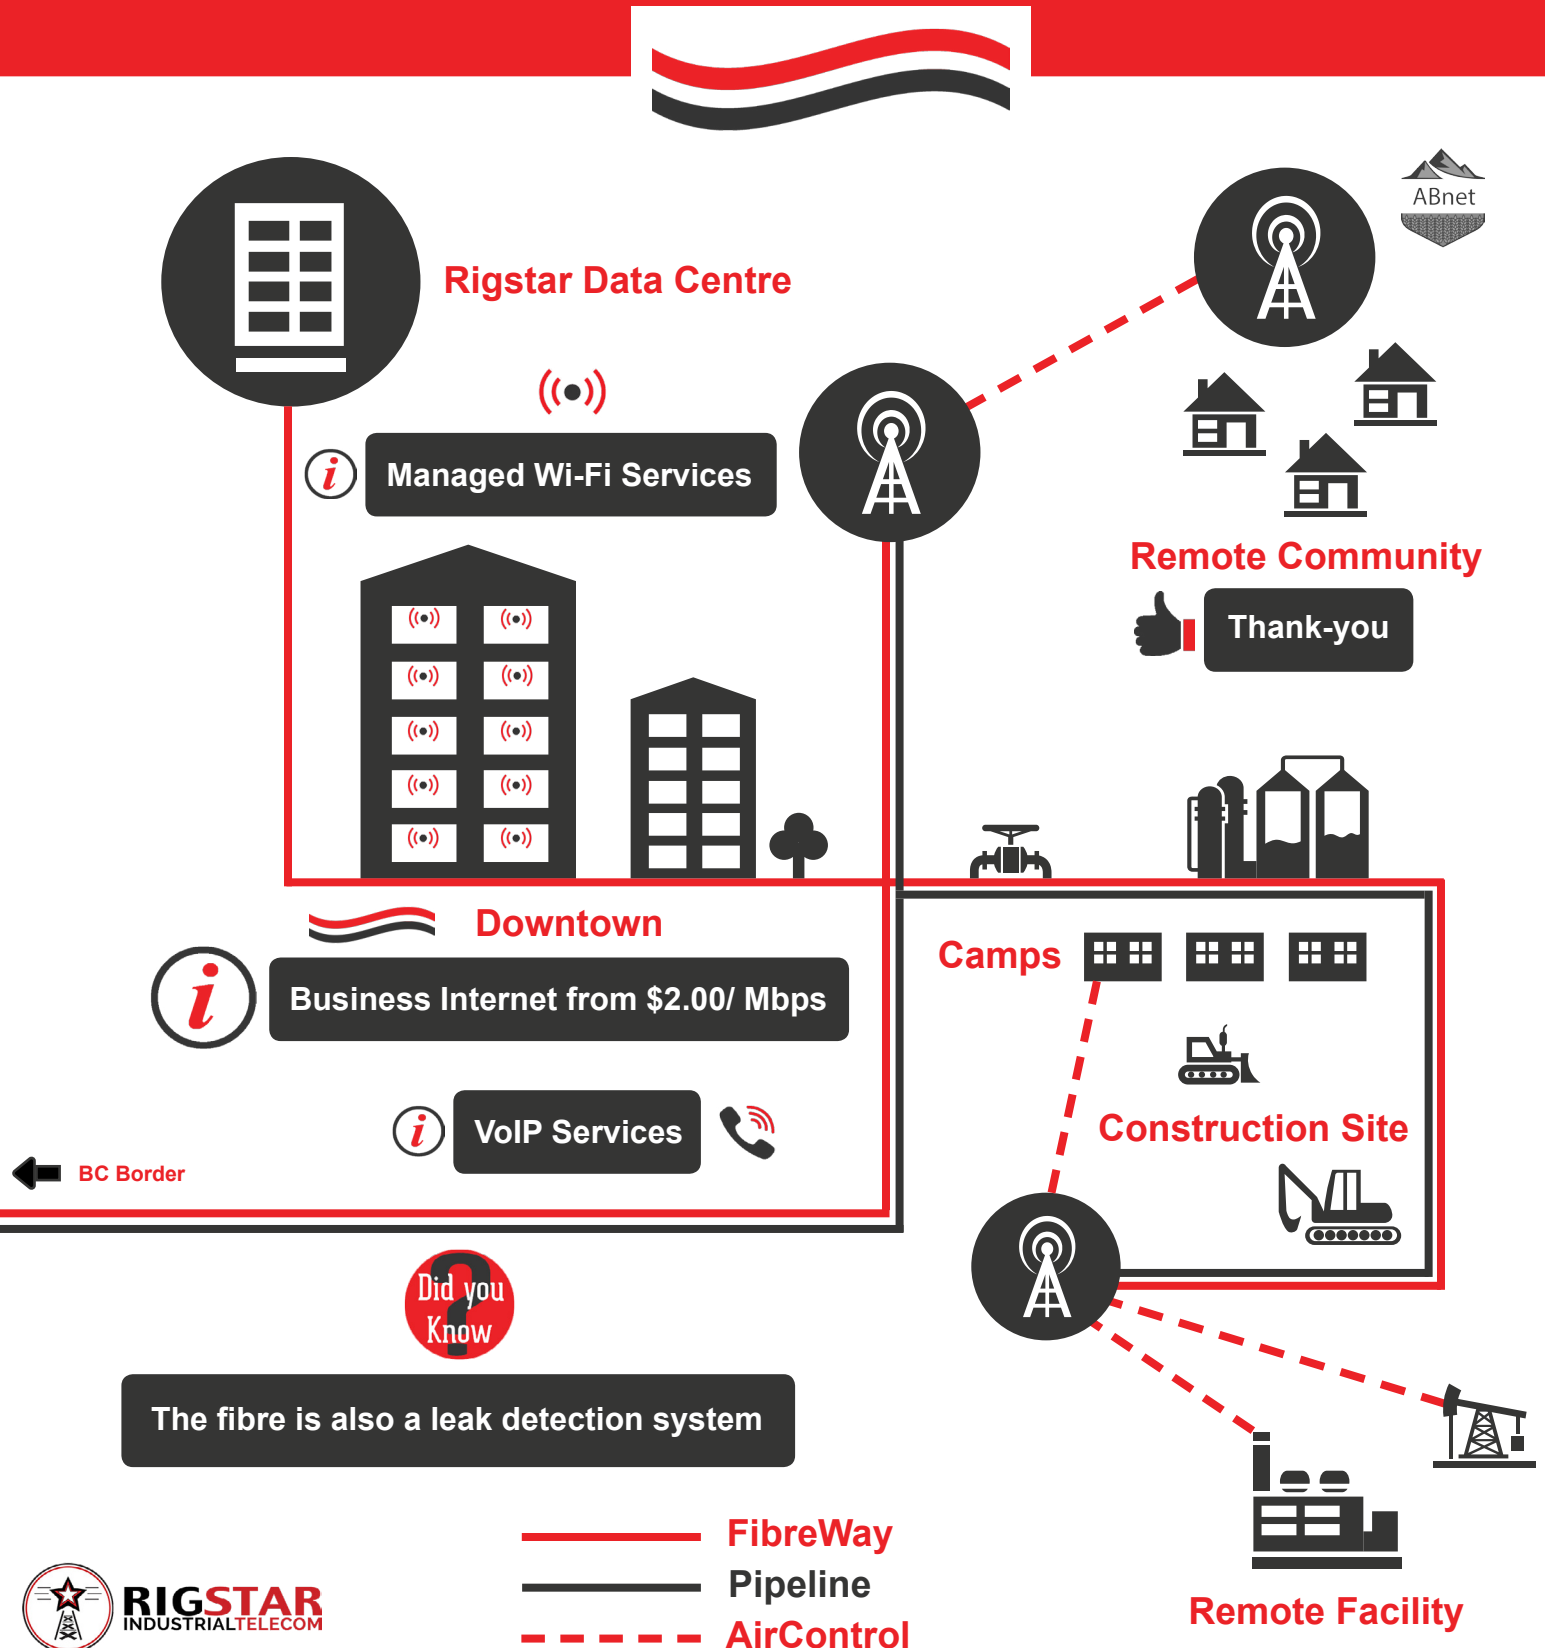 ABnet
Rigstar Data Centre
Managed Wi-Fi Services
Remote Community
Thank-you
Downtown
Camps
Business Internet from $2.00/ Mbps
Construction Site
VoIP Services
BC Border
Did you
Know
The fibre is also a leak detection system
FibreWay
Pipeline
AirControl
Remote Facility
RIGSTAR
INDUSTRIALTELECOM